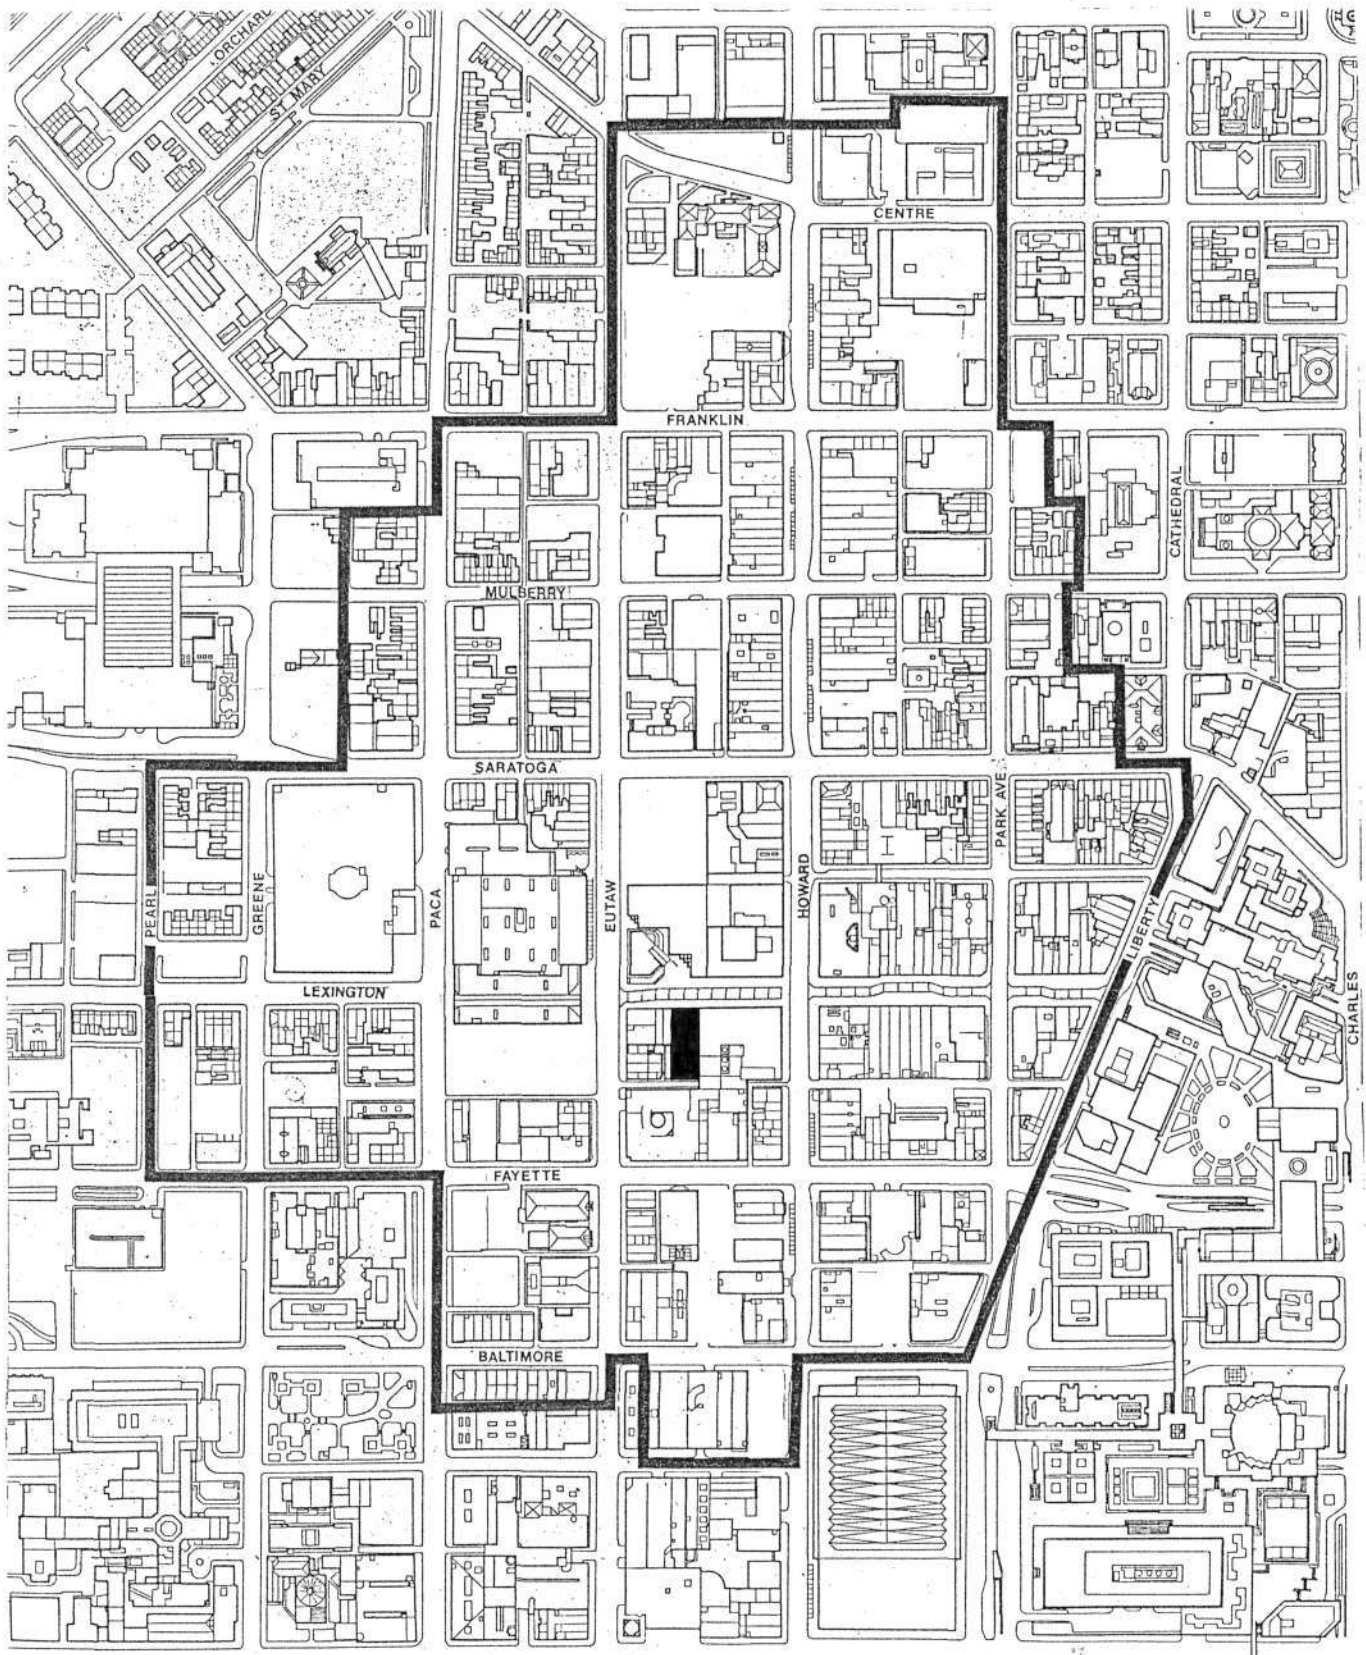 ORCHARD
ST MARY
CENTRE
FRANKLIN
CATHEDRAL
MULBERRY
SARATOGA
PARK AVE.
PEARL
GREENE
PACA
EUTAW
HOWARD
LIBERTY
LEXINGTON
CHARLES
FAYETTE
BALTIMORE